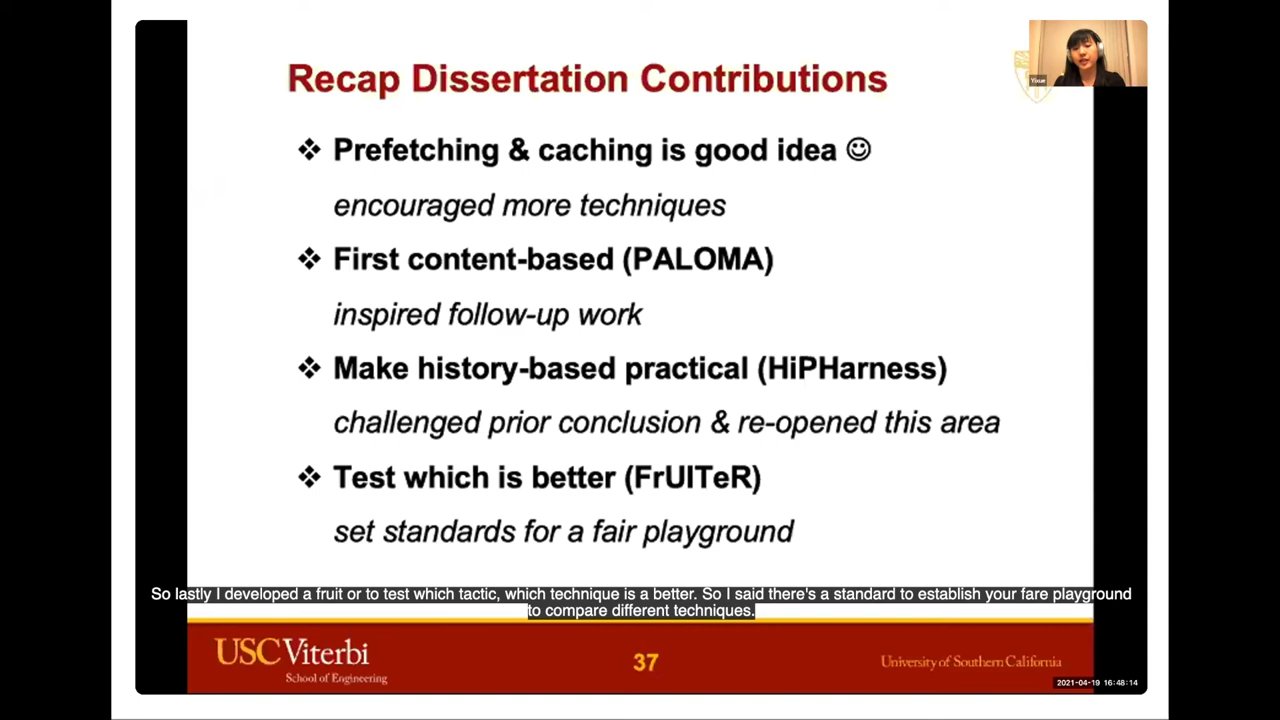 Recap Dissertation Contributions
Yixue
❖ Prefetching & caching is good idea ☺
encouraged more techniques
❖ First content-based (PALOMA)
inspired follow-up work
❖ Make history-based practical (HiPHarness)
challenged prior conclusion & re-opened this area
❖ Test which is better (FrUITeR)
set standards for a fair playground
So lastly I developed a fruit or to test which tactic, which technique is a better. So I said there's a standard to establish your fare playground
to compare different techniques.
USC Viterbi
School of Engineering
37
University of Southern California
2021-04-19 16:48:14